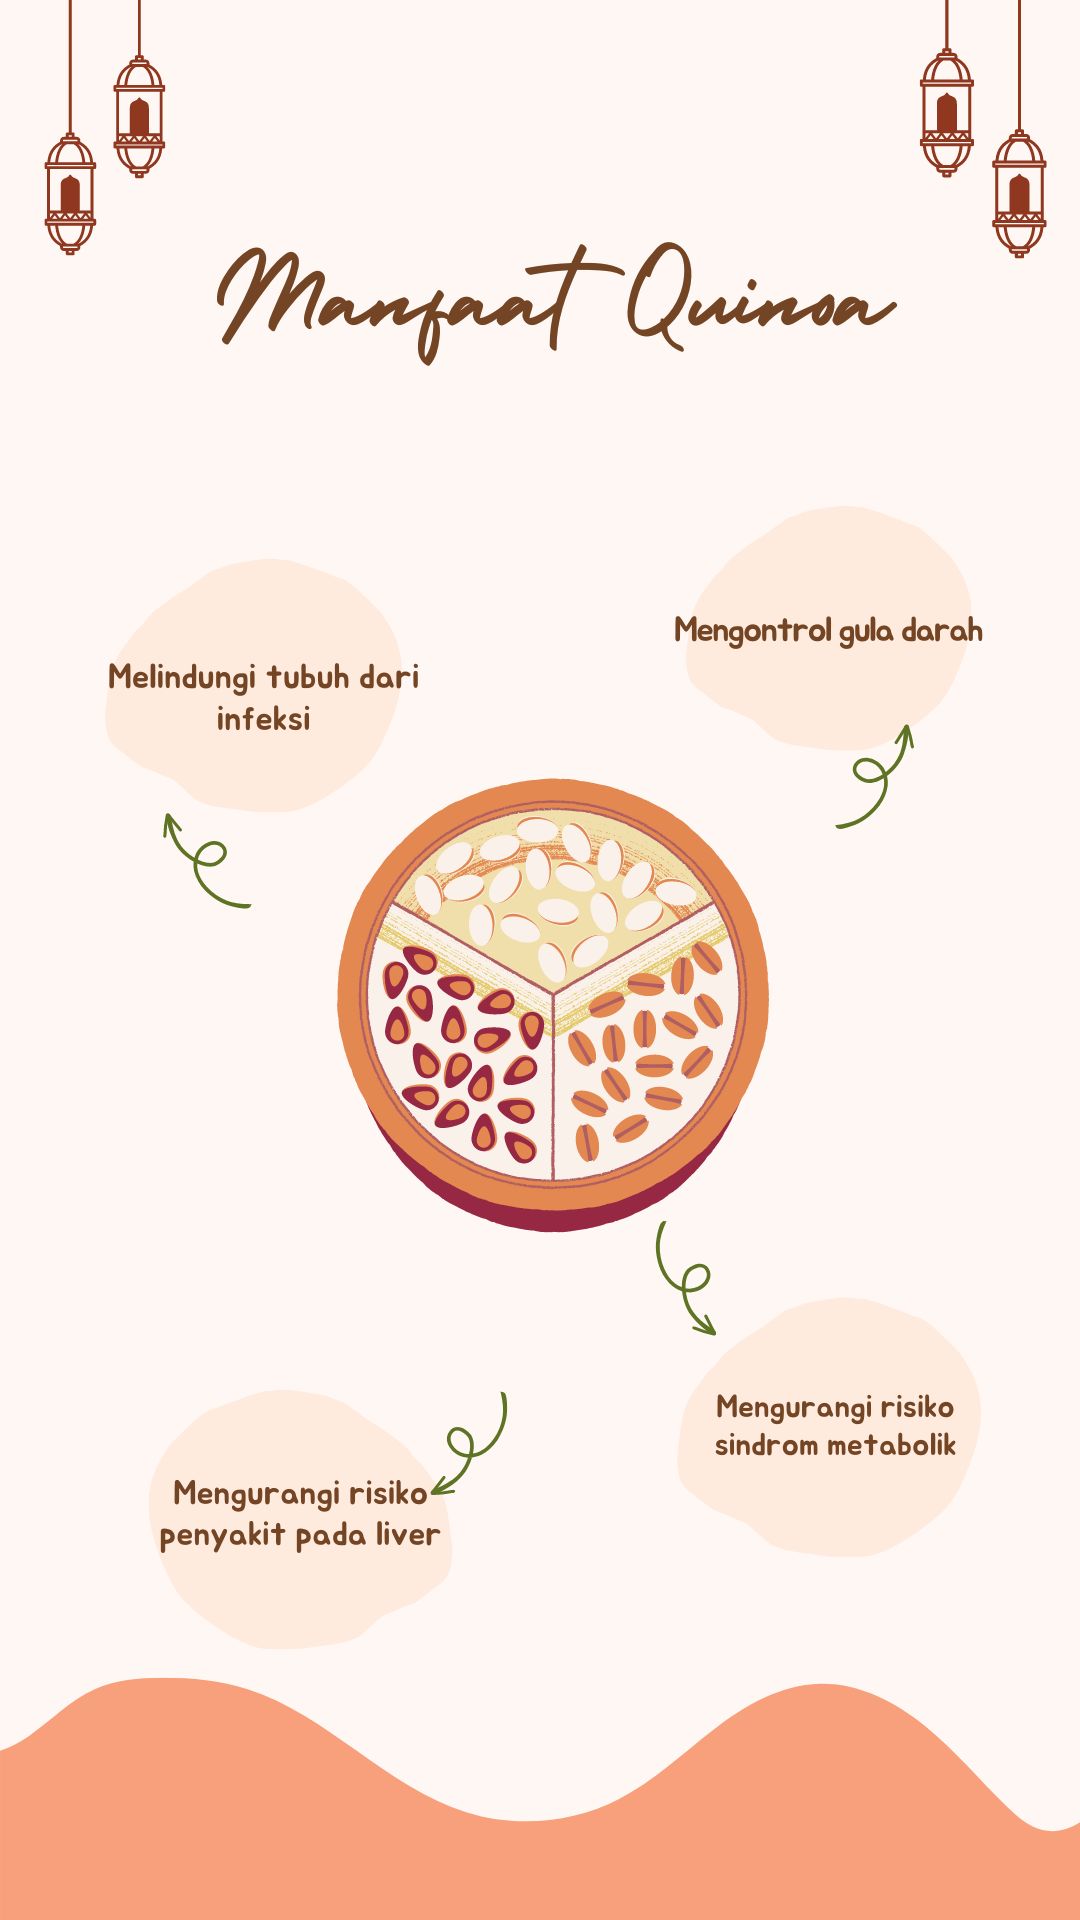 Manfaat Quinoa
Melindungi tubuh dari
infeksi
Mengontrol gula darah
Mengurangi risiko
penyakit pada liver
Mengurangi risiko
sindrom metabolik